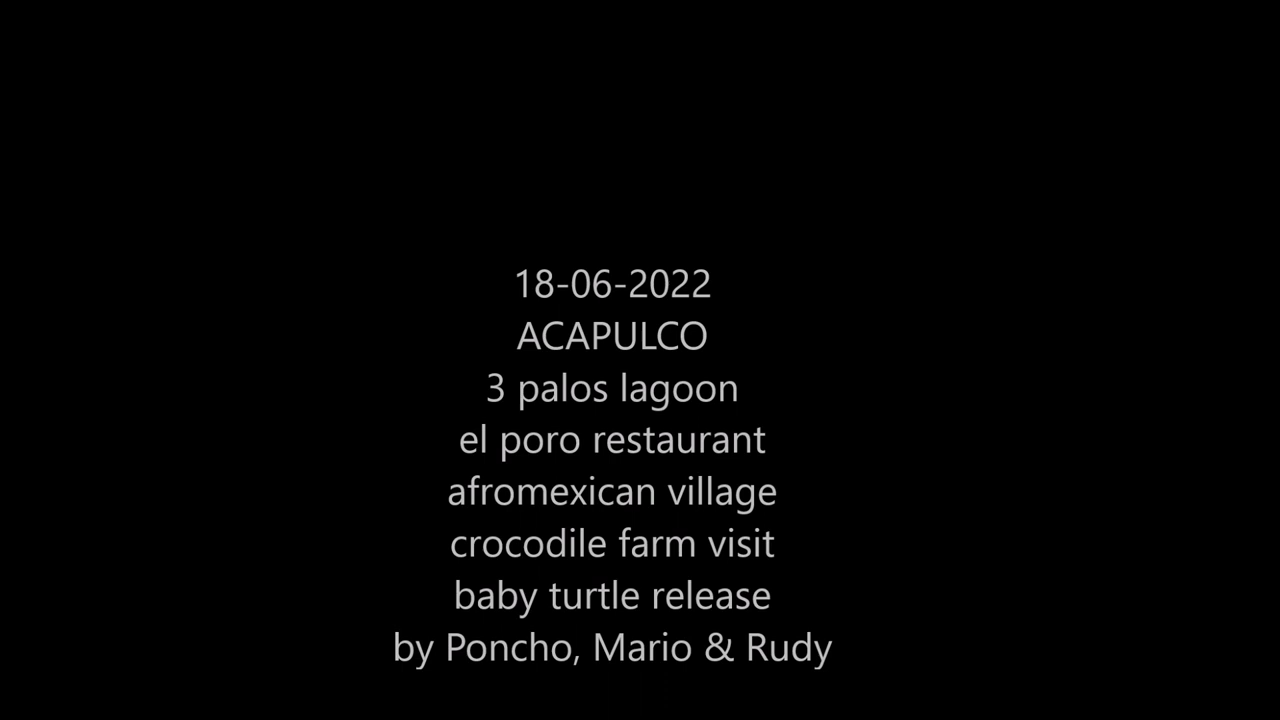 18-06-2022
ACAPULCO
3 palos lagoon
el poro restaurant
afromexican village
crocodile farm visit
baby turtle release
by Poncho, Mario & Rudy